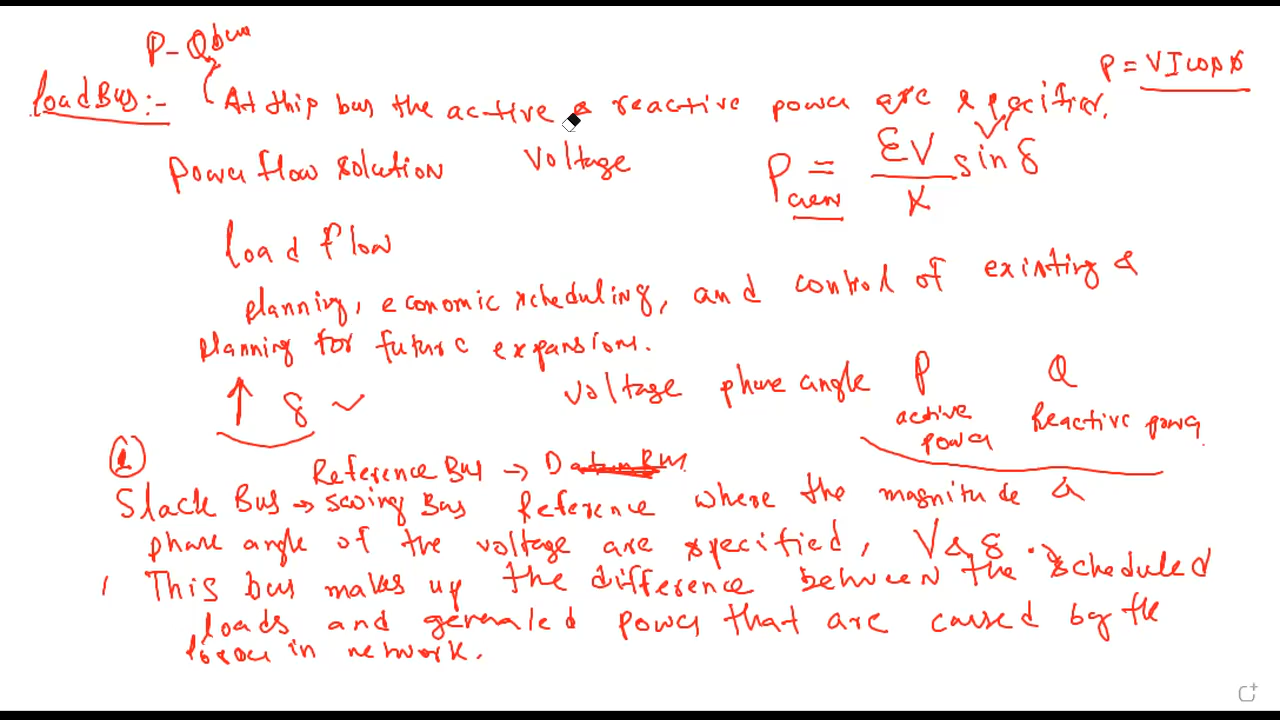 P-Q bus
P = VI cos φ
Load Bus :- At this bus the active & reactive power are specified.
Power flow solution Voltage P gen = EV/X sin δ
load flow
planning, economic scheduling, and control of existing &
planning for future expansion.
↑ δ ✓ Voltage phase angle P Q
active power Reactive power
① Reference Bus → Datum Bus
Slack Bus → swing Bus Reference where the magnitude &
phase angle of the voltage are specified, V & δ.
This bus makes up the difference between the scheduled
loads and generated power that are caused by the
losses in network.